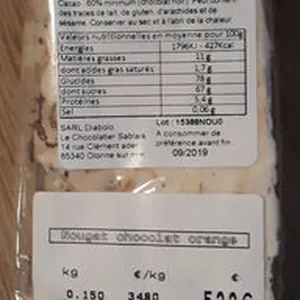 Cacao : 60% minimum (chocolat noir). Peut contenir
des traces de lait, de gluten, d'arachides et de
sésame. Conserver au sec et à l'abri de la chaleur.
Valeurs nutritionnelles en moyenne pour 100g
Energies 1796KJ - 427Kcal
Matières grasses 11 g
dont acides gras saturés 1,7 g
Glucides 78 g
dont sucres 67 g
Protéines 5,4 g
Sel 0,06 g
Lot : 15388NOU0
SARL Diabolo
Le Chocolatier Sablais
14 rue Clément ader
85340 Olonne sur mer
A consommer de
préférence avant fin
09/2019
Nougat chocolat orange
kg €/kg €
0.150 3480